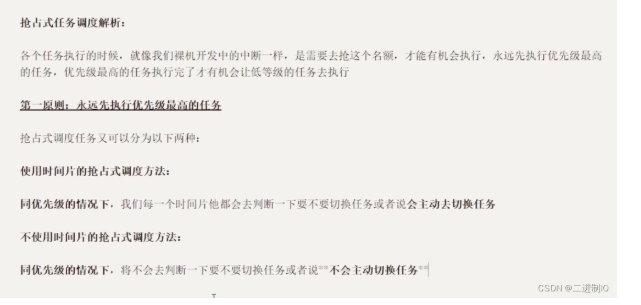 抢占式任务调度解析：
各个任务执行的时候，就像我们裸机开发中的中断一样，是需要去抢这个名额，才能有机会执行，永远先执行优先级最高
的任务，优先级最高的任务执行完了才有机会让低等级的任务去执行
第一原则：永远先执行优先级最高的任务
抢占式调度任务又可以分为以下两种：
使用时间片的抢占式调度方法：
同优先级的情况下，我们每一个时间片他都会去判断一下要不要切换任务或者说会主动去切换任务
不使用时间片的抢占式调度方法：
同优先级的情况下，将不会去判断一下要不要切换任务或者说**不会主动切换任务**
CSDN @二进制IO